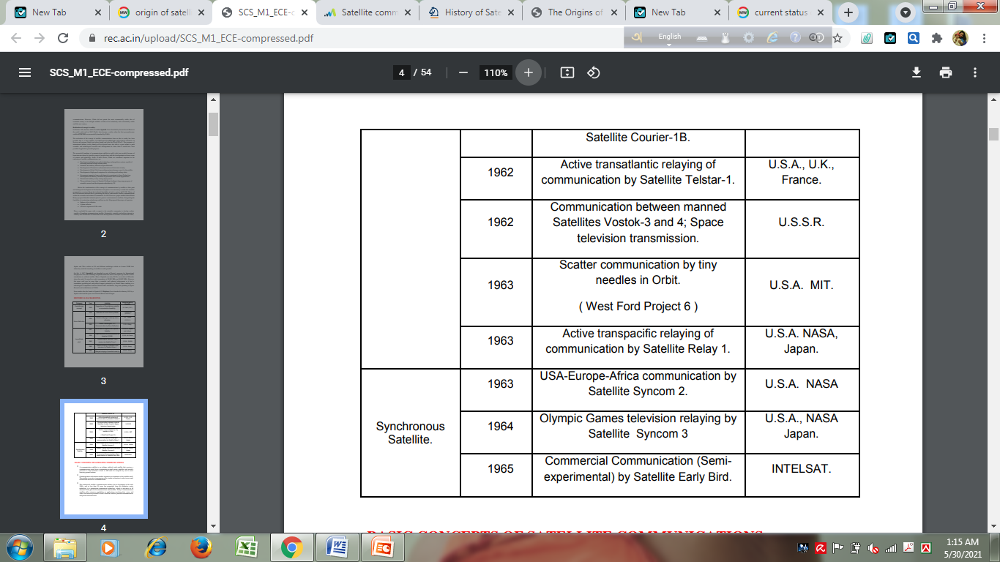 New Tab
origin of satell
SCS_M1_ECE-c
Satellite comm
History of Sate
The Origins of
New Tab
current status
rec.ac.in/upload/SCS_M1_ECE-compressed.pdf
English
SCS_M1_ECE-compressed.pdf
4 / 54
110%
Satellite Courier-1B.
1962 Active transatlantic relaying of U.S.A., U.K.,
communication by Satellite Telstar-1. France.
Communication between manned
1962 Satellites Vostok-3 and 4; Space U.S.S.R.
television transmission.
Scatter communication by tiny
needles in Orbit.
1963 U.S.A. MIT.
( West Ford Project 6 )
1963 Active transpacific relaying of U.S.A. NASA,
communication by Satellite Relay 1. Japan.
Synchronous
Satellite.
1963 USA-Europe-Africa communication by U.S.A. NASA
Satellite Syncom 2.
1964 Olympic Games television relaying by U.S.A., NASA
Satellite Syncom 3 Japan.
1965 Commercial Communication (Semi- INTELSAT.
experimental) by Satellite Early Bird.
BASIC CONCEPTS OF SATELLITE COMMUNICATIONS
2
3
4
1:15 AM
5/30/2021